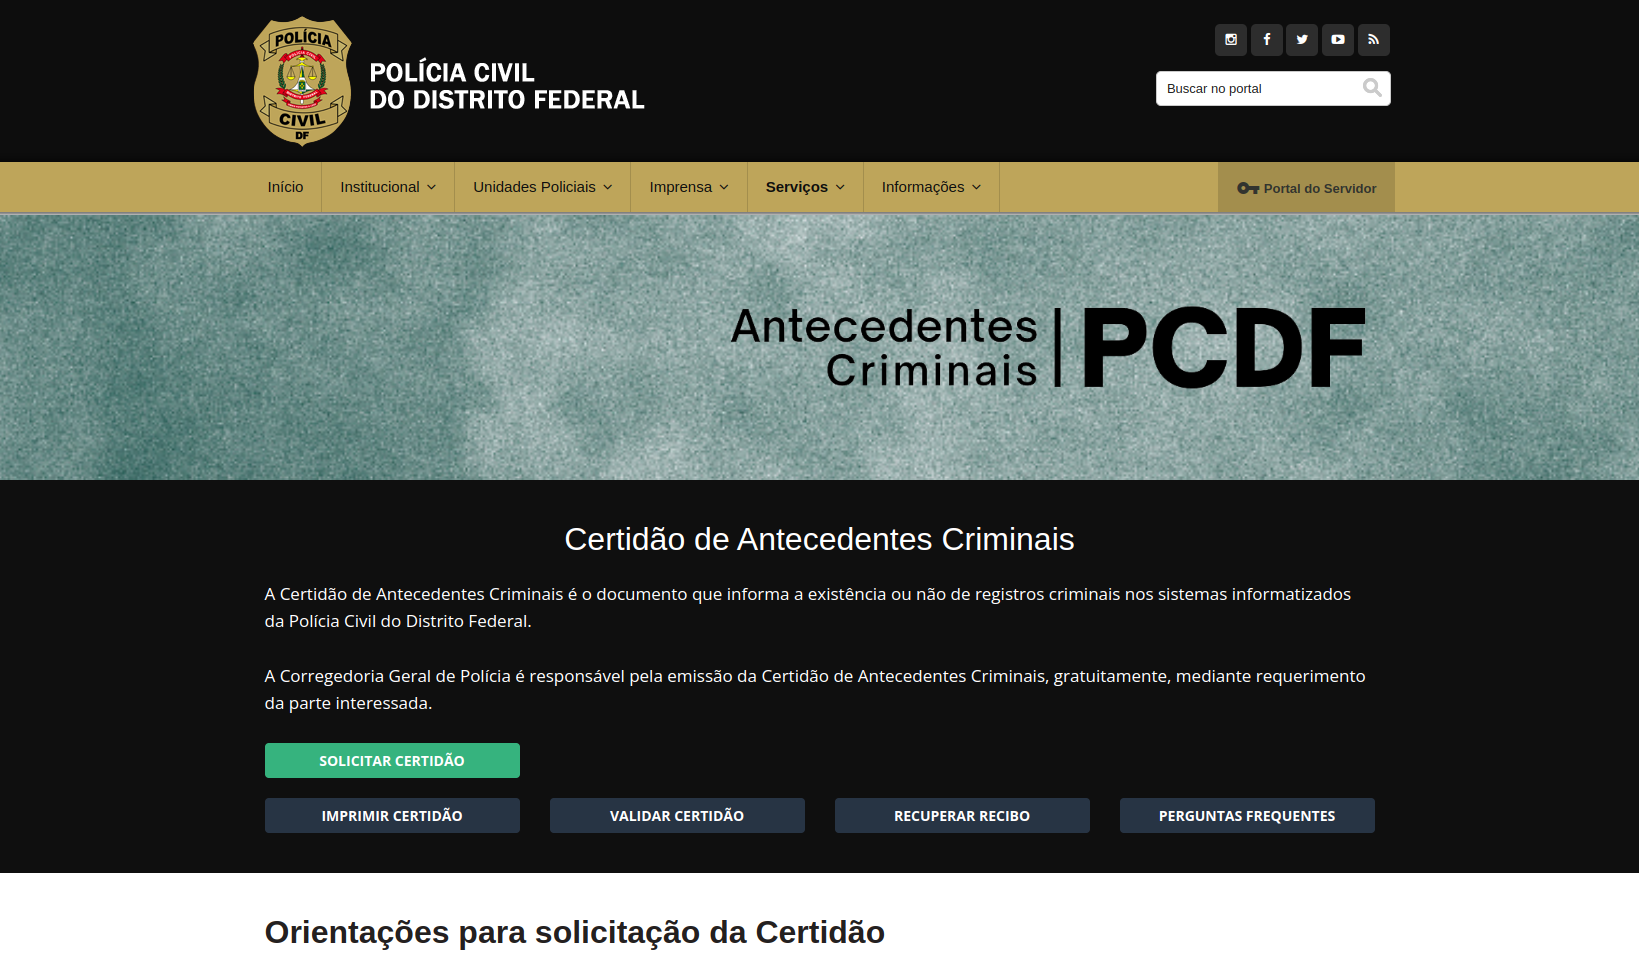 POLÍCIA
CIVIL
DF
POLÍCIA CIVIL
DO DISTRITO FEDERAL
Buscar no portal
Início
Institucional
Unidades Policiais
Imprensa
Serviços
Informações
Portal do Servidor
Antecedentes
Criminais
PCDF
Certidão de Antecedentes Criminais
A Certidão de Antecedentes Criminais é o documento que informa a existência ou não de registros criminais nos sistemas informatizados
da Polícia Civil do Distrito Federal.
A Corregedoria Geral de Polícia é responsável pela emissão da Certidão de Antecedentes Criminais, gratuitamente, mediante requerimento
da parte interessada.
SOLICITAR CERTIDÃO
IMPRIMIR CERTIDÃO
VALIDAR CERTIDÃO
RECUPERAR RECIBO
PERGUNTAS FREQUENTES
Orientações para solicitação da Certidão